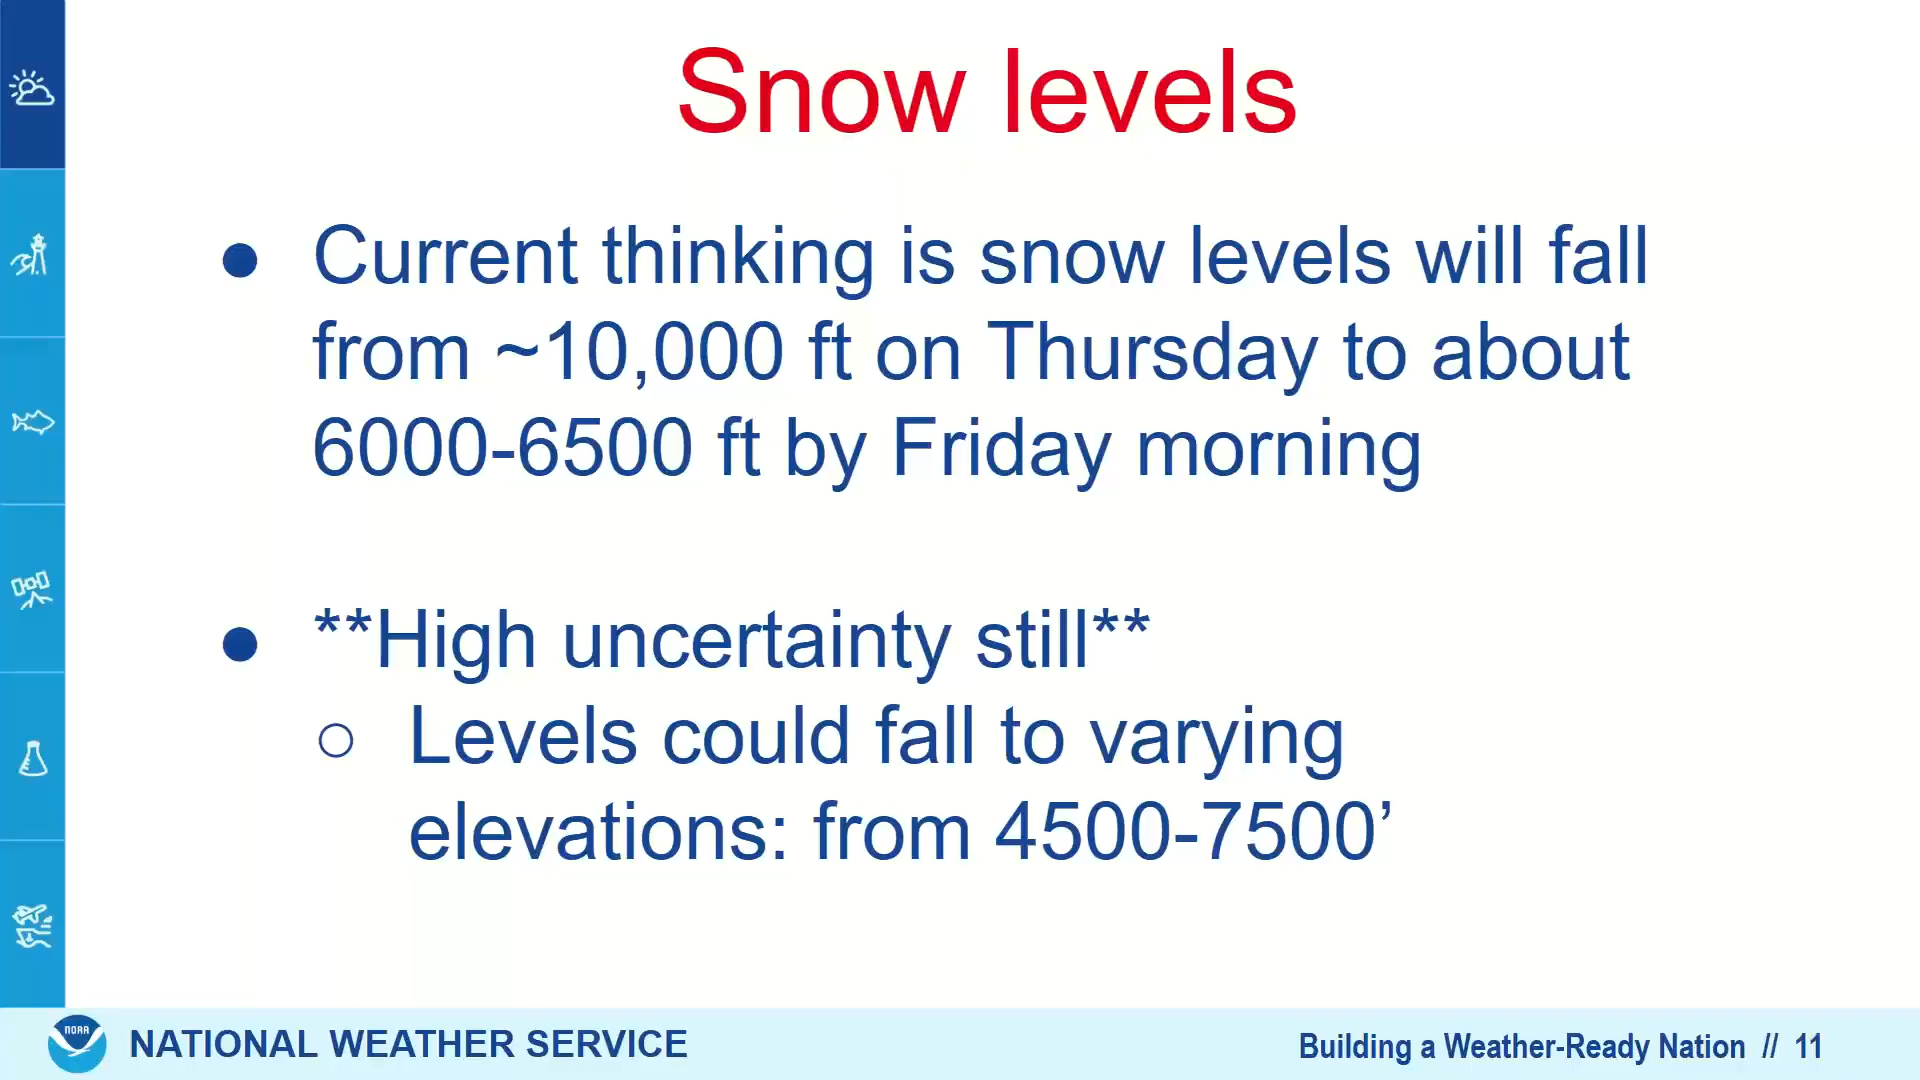 Snow levels
● Current thinking is snow levels will fall
from ~10,000 ft on Thursday to about
6000-6500 ft by Friday morning
● **High uncertainty still**
○ Levels could fall to varying
elevations: from 4500-7500’
NOAA
NATIONAL WEATHER SERVICE
Building a Weather-Ready Nation // 11